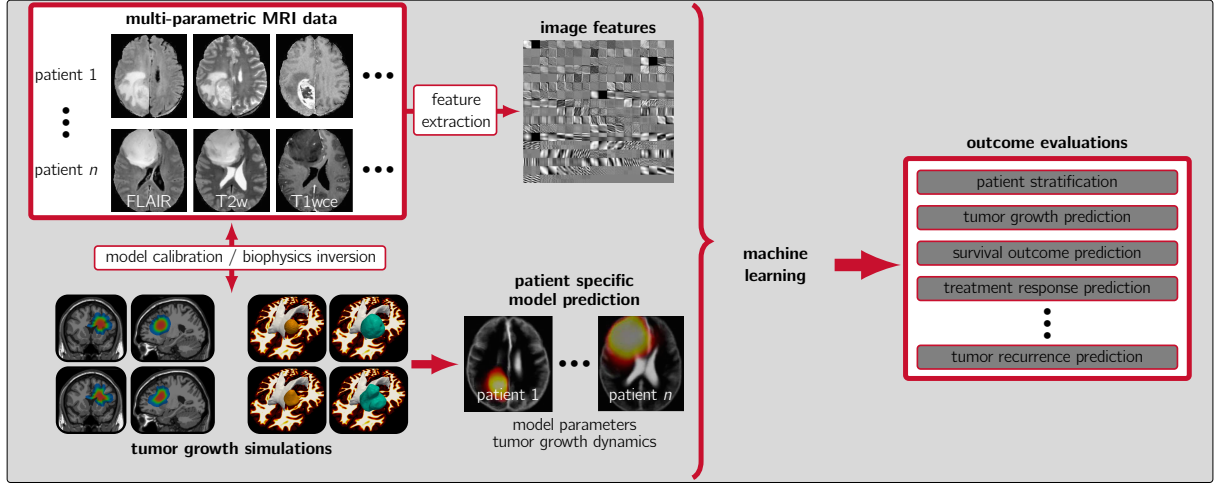 multi-parametric MRI data
patient 1
patient n
FLAIR
T2w
T1wce
feature
extraction
image features
model calibration / biophysics inversion
tumor growth simulations
patient specific
model prediction
patient 1
patient n
model parameters
tumor growth dynamics
machine
learning
outcome evaluations
patient stratification
tumor growth prediction
survival outcome prediction
treatment response prediction
tumor recurrence prediction